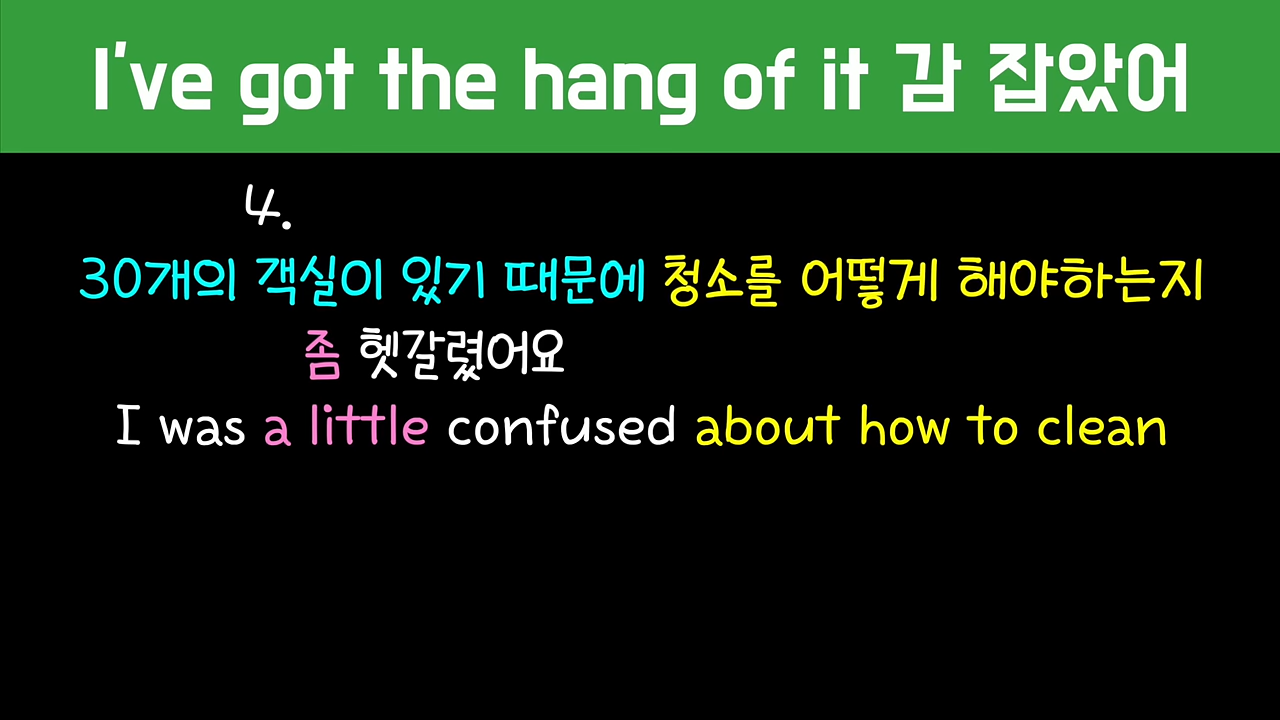 I've got the hang of it 감 잡았어
4.
30개의 객실이 있기 때문에 청소를 어떻게 해야하는지
좀 헷갈렸어요
I was a little confused about how to clean